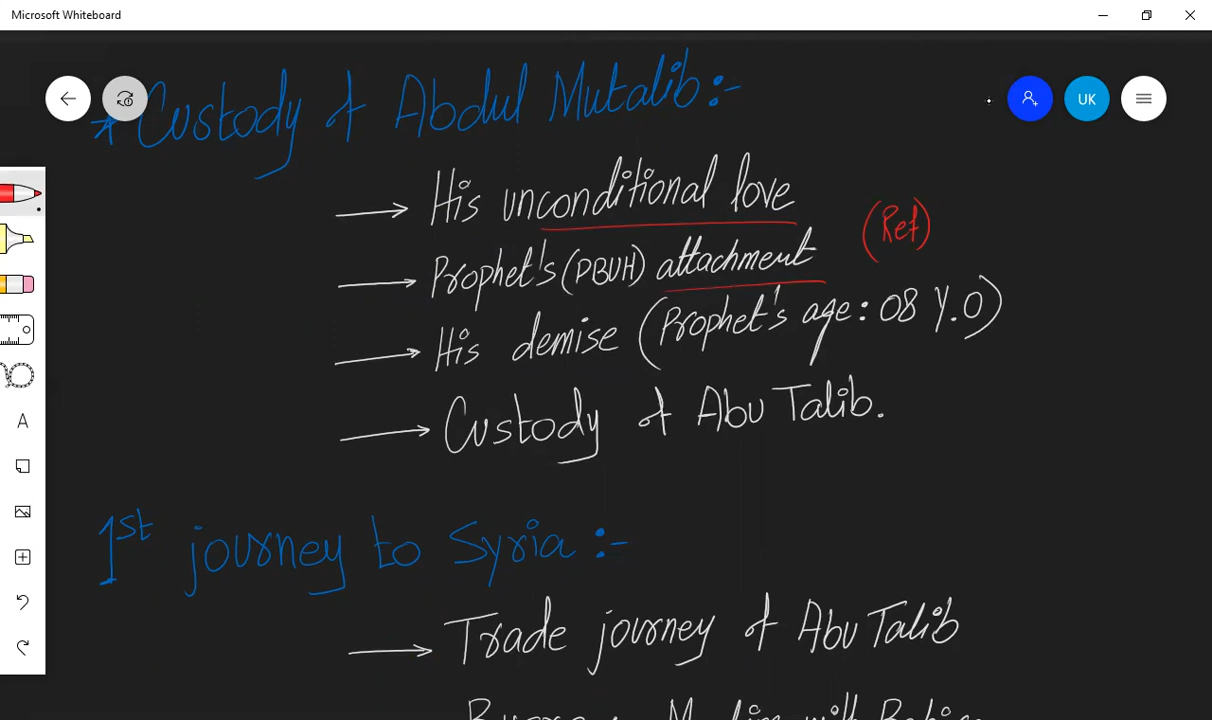 Microsoft Whiteboard
* Custody of Abdul Mutalib:-
UK
→ His unconditional love
(Ref)
→ Prophet's (PBUH) attachment
→ His demise (Prophet's age: 08 Y.O)
→ Custody of Abu Talib.
A
1st journey to Syria :-
→ Trade journey of Abu Talib